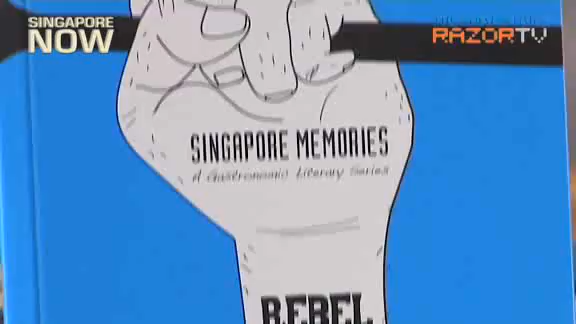 SINGAPORE
NOW
RAZORTV
SINGAPORE MEMORIES
A Gastronomic Literary Series
REBEL